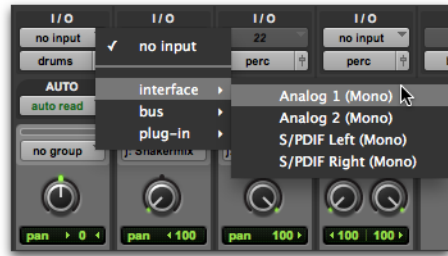 I / O I / O I / O I / O
no input 22 no input
✓ no input
drums perc perc
AUTO
auto read
interface
bus
plug-in
Analog 1 (Mono)
Analog 2 (Mono)
S/PDIF Left (Mono)
S/PDIF Right (Mono)
no group
pan 0 pan 100 pan 100 100 100